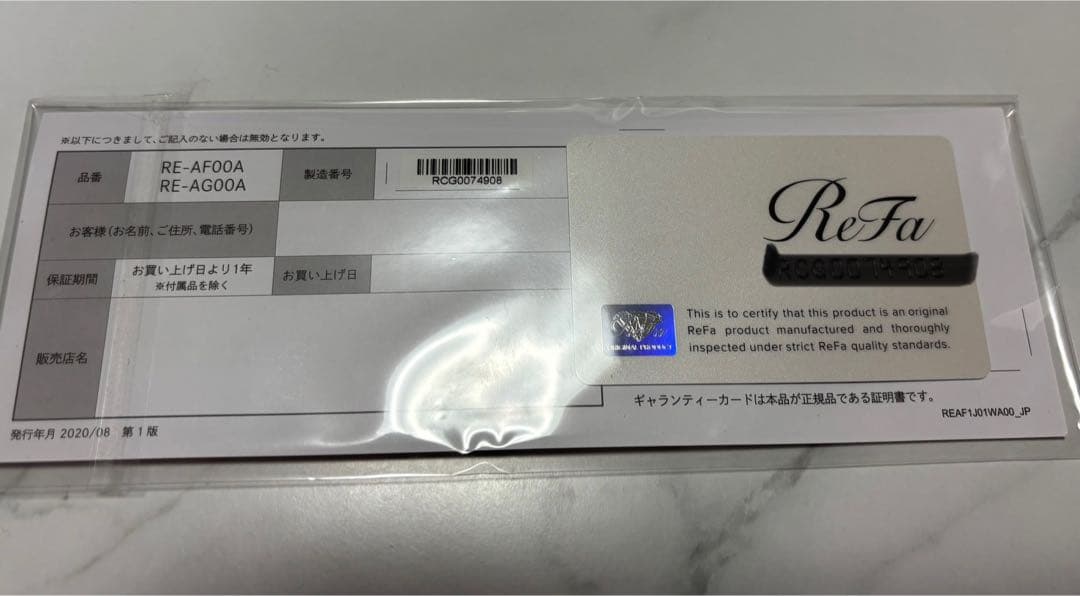 ※以下につきまして、ご記入のない場合は無効となります。
品番
RE-AF00A
RE-AG00A
製造番号
RCG0074908
お客様(お名前、ご住所、電話番号)
保証期間
お買い上げ日より1年
※付属品を除く
お買い上げ日
販売店名
発行年月 2020/08 第1版
ReFa
This is to certify that this product is an original
ReFa product manufactured and thoroughly
inspected under strict ReFa quality standards.
ORIGINAL PRODUCT
ギャランティーカードは本品が正規品である証明書です。
REAF1J01WA00_JP